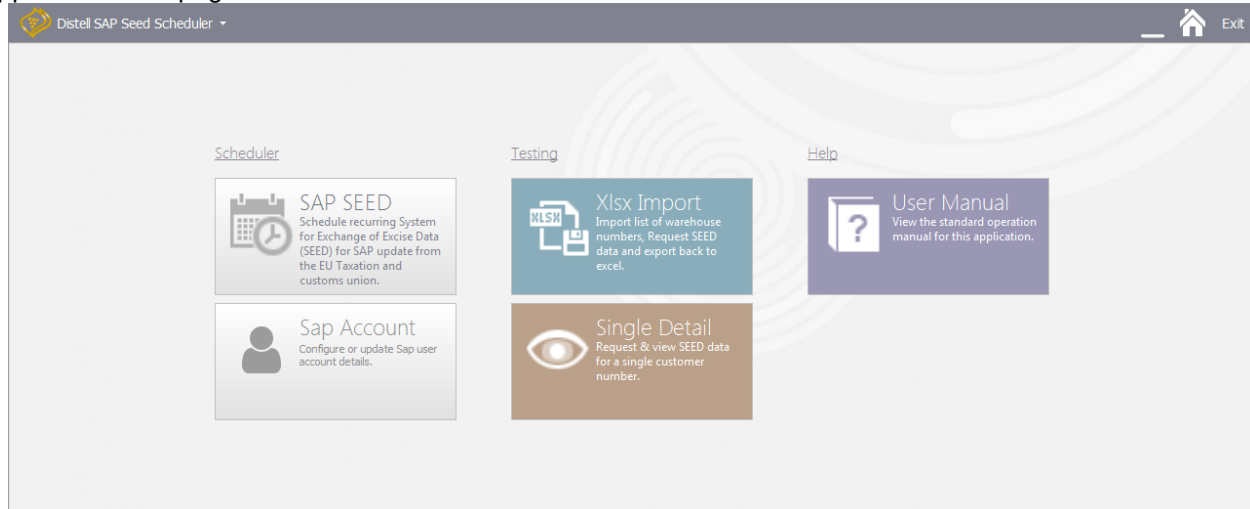 Distell SAP Seed Scheduler
Exit
Scheduler
SAP SEED
Schedule recurring System
for Exchange of Excise Data
(SEED) for SAP update from
the EU Taxation and
customs union.
Sap Account
Configure or update Sap user
account details.
Testing
XLSX
Xlsx Import
Import list of warehouse
numbers, Request SEED
data and export back to
excel.
Single Detail
Request & view SEED data
for a single customer
number.
Help
?
User Manual
View the standard operation
manual for this application.